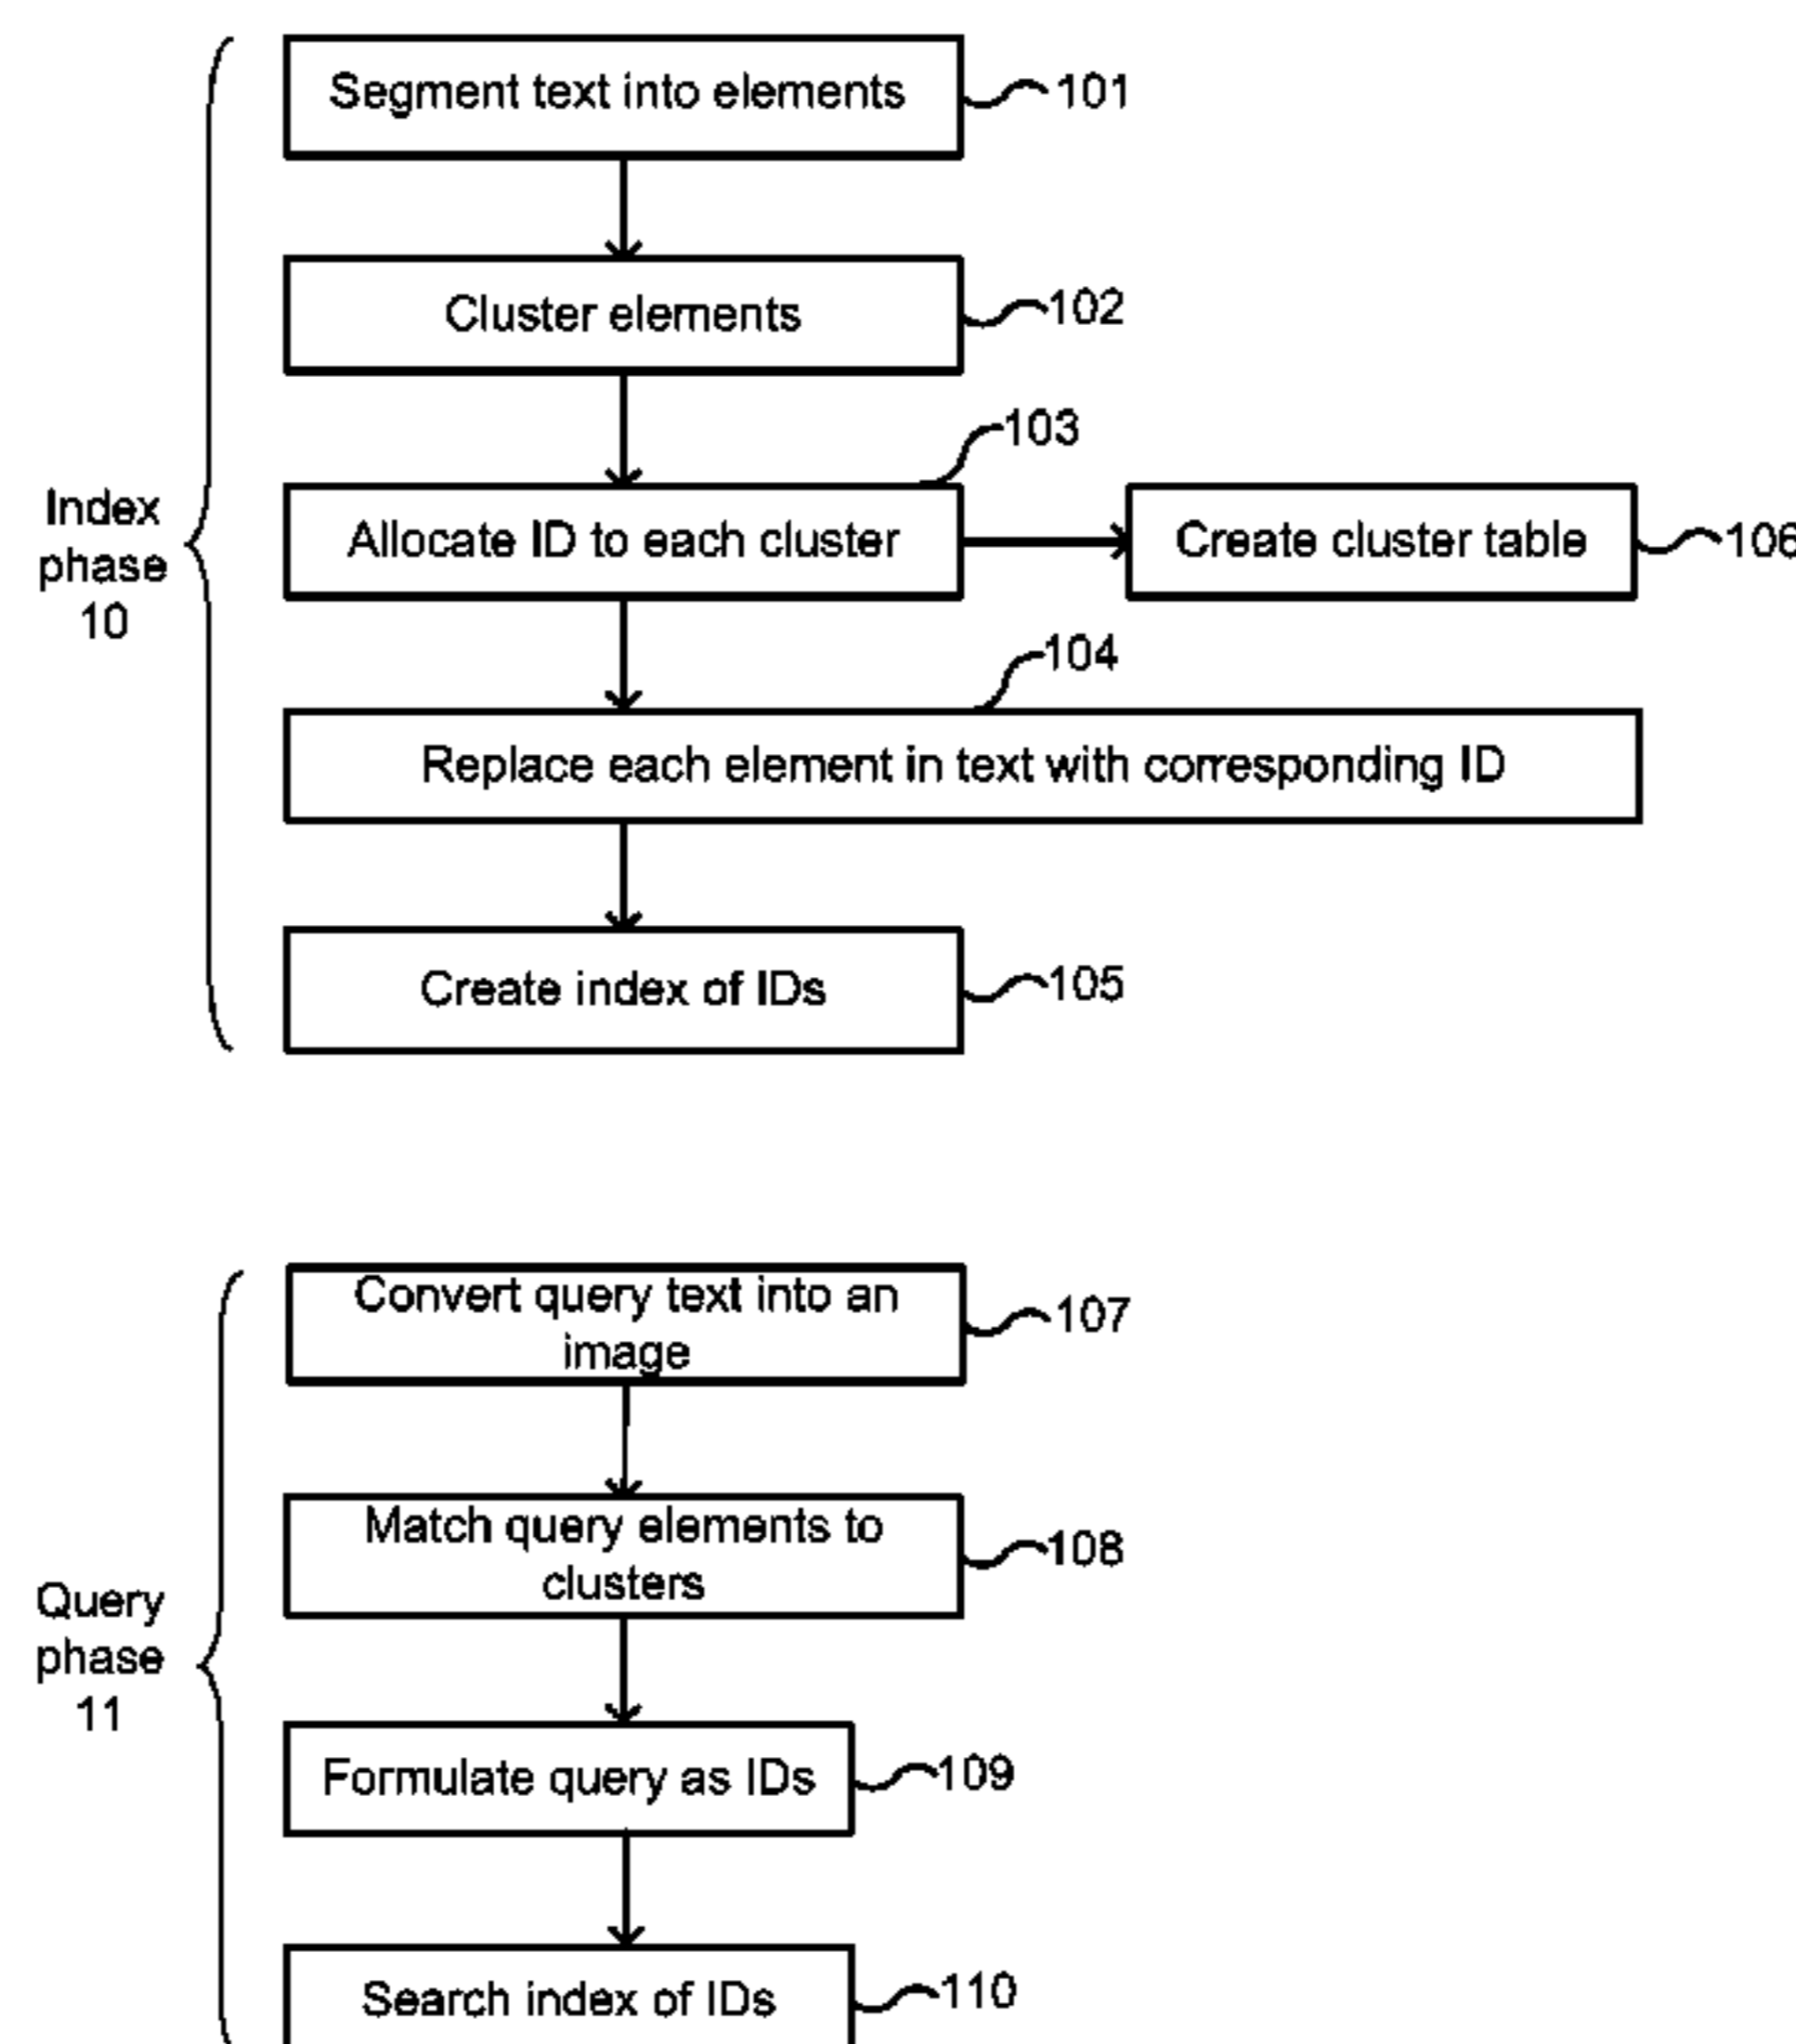 Segment text into elements
101
Cluster elements
102
103
Allocate ID to each cluster
Create cluster table
106
Index
phase
10
104
Replace each element in text with corresponding ID
Create index of IDs
105
Convert query text into an
image
107
Match query elements to
clusters
108
Query
phase
11
Formulate query as IDs
109
Search index of IDs
110